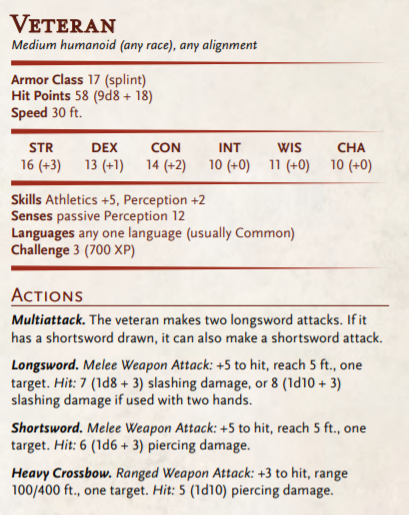 VETERAN
Medium humanoid (any race), any alignment
Armor Class 17 (splint)
Hit Points 58 (9d8 + 18)
Speed 30 ft.
STR DEX CON INT WIS CHA
16 (+3) 13 (+1) 14 (+2) 10 (+0) 11 (+0) 10 (+0)
Skills Athletics +5, Perception +2
Senses passive Perception 12
Languages any one language (usually Common)
Challenge 3 (700 XP)
ACTIONS
Multiattack. The veteran makes two longsword attacks. If it
has a shortsword drawn, it can also make a shortsword attack.
Longsword. Melee Weapon Attack: +5 to hit, reach 5 ft., one
target. Hit: 7 (1d8 + 3) slashing damage, or 8 (1d10 + 3)
slashing damage if used with two hands.
Shortsword. Melee Weapon Attack: +5 to hit, reach 5 ft., one
target. Hit: 6 (1d6 + 3) piercing damage.
Heavy Crossbow. Ranged Weapon Attack: +3 to hit, range
100/400 ft., one target. Hit: 5 (1d10) piercing damage.